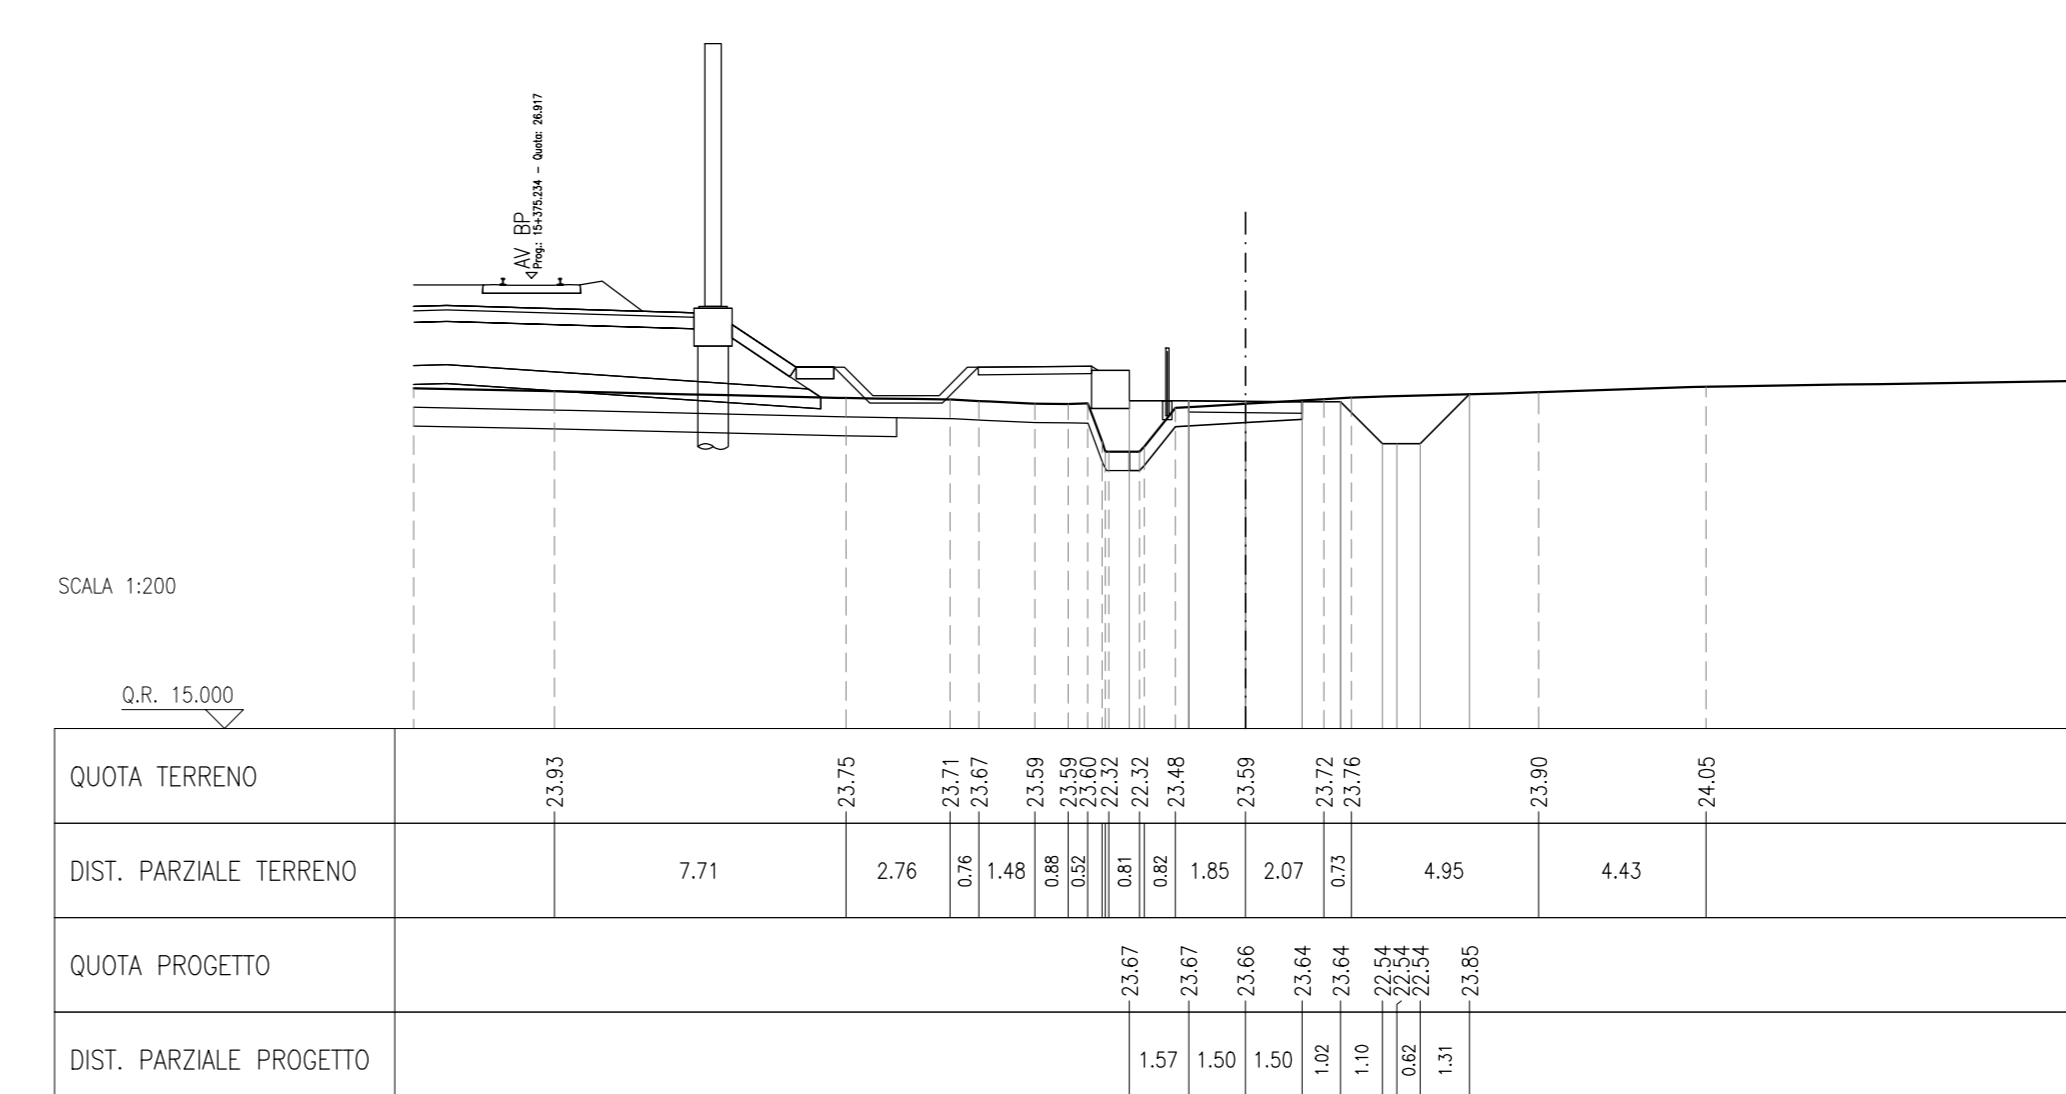 AV BP
Prog.: 15+375.234 - Quota: 26.917
SCALA 1:200
Q.R. 15.000
QUOTA TERRENO
23.93 23.75 23.71 23.67 23.59 23.59 23.60 22.32 22.32 23.48 23.59 23.72 23.76 23.90 24.05
DIST. PARZIALE TERRENO
7.71 2.76 0.76 1.48 0.88 0.52 0.81 0.82 1.85 2.07 0.73 4.95 4.43
QUOTA PROGETTO
23.67 23.67 23.66 23.64 23.64 22.54 22.54 22.54 23.85
DIST. PARZIALE PROGETTO
1.57 1.50 1.50 1.02 1.10 0.62 1.31